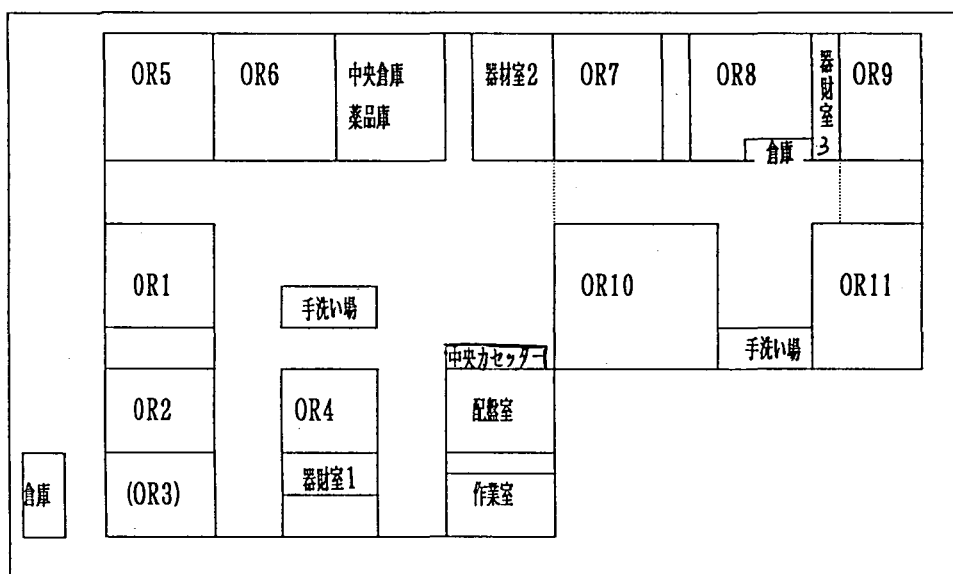 OR5
OR6
中央倉庫
薬品庫
器材室2
OR7
OR8
器財室3
OR9
倉庫
OR1
手洗い場
OR10
OR11
手洗い場
中央カセッター
OR2
OR4
配盤室
倉庫
(OR3)
器財室1
作業室